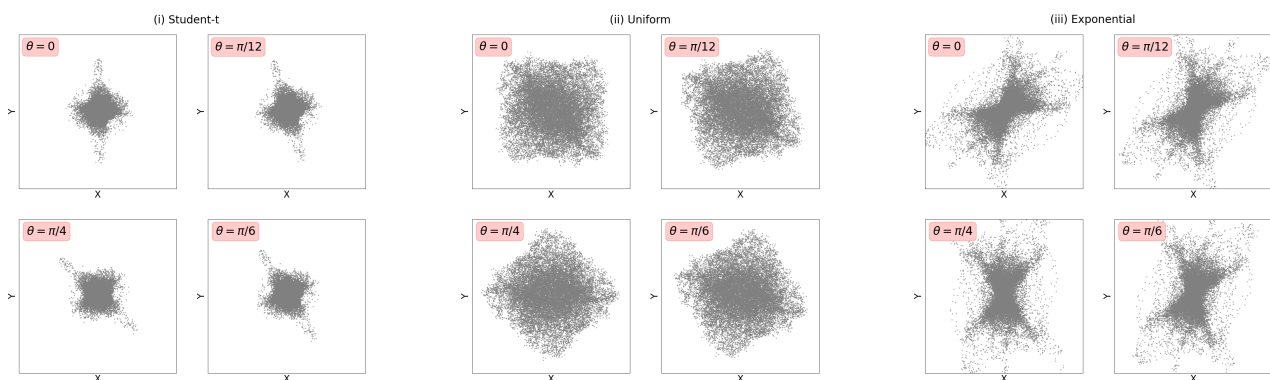 (i) Student-t
(ii) Uniform
(iii) Exponential
θ = 0
θ = π/12
θ = 0
θ = π/12
θ = 0
θ = π/12
Y
Y
Y
Y
Y
Y
X
X
X
X
X
X
θ = π/4
θ = π/6
θ = π/4
θ = π/6
θ = π/4
θ = π/6
Y
Y
Y
Y
Y
Y
X
X
X
X
X
X